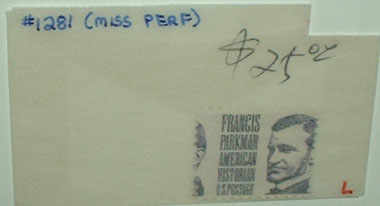 #1281 (MISS PERF)
$25.00
FRANCIS
PARKMAN
AMERICAN
HISTORIAN
U.S. POSTAGE
L